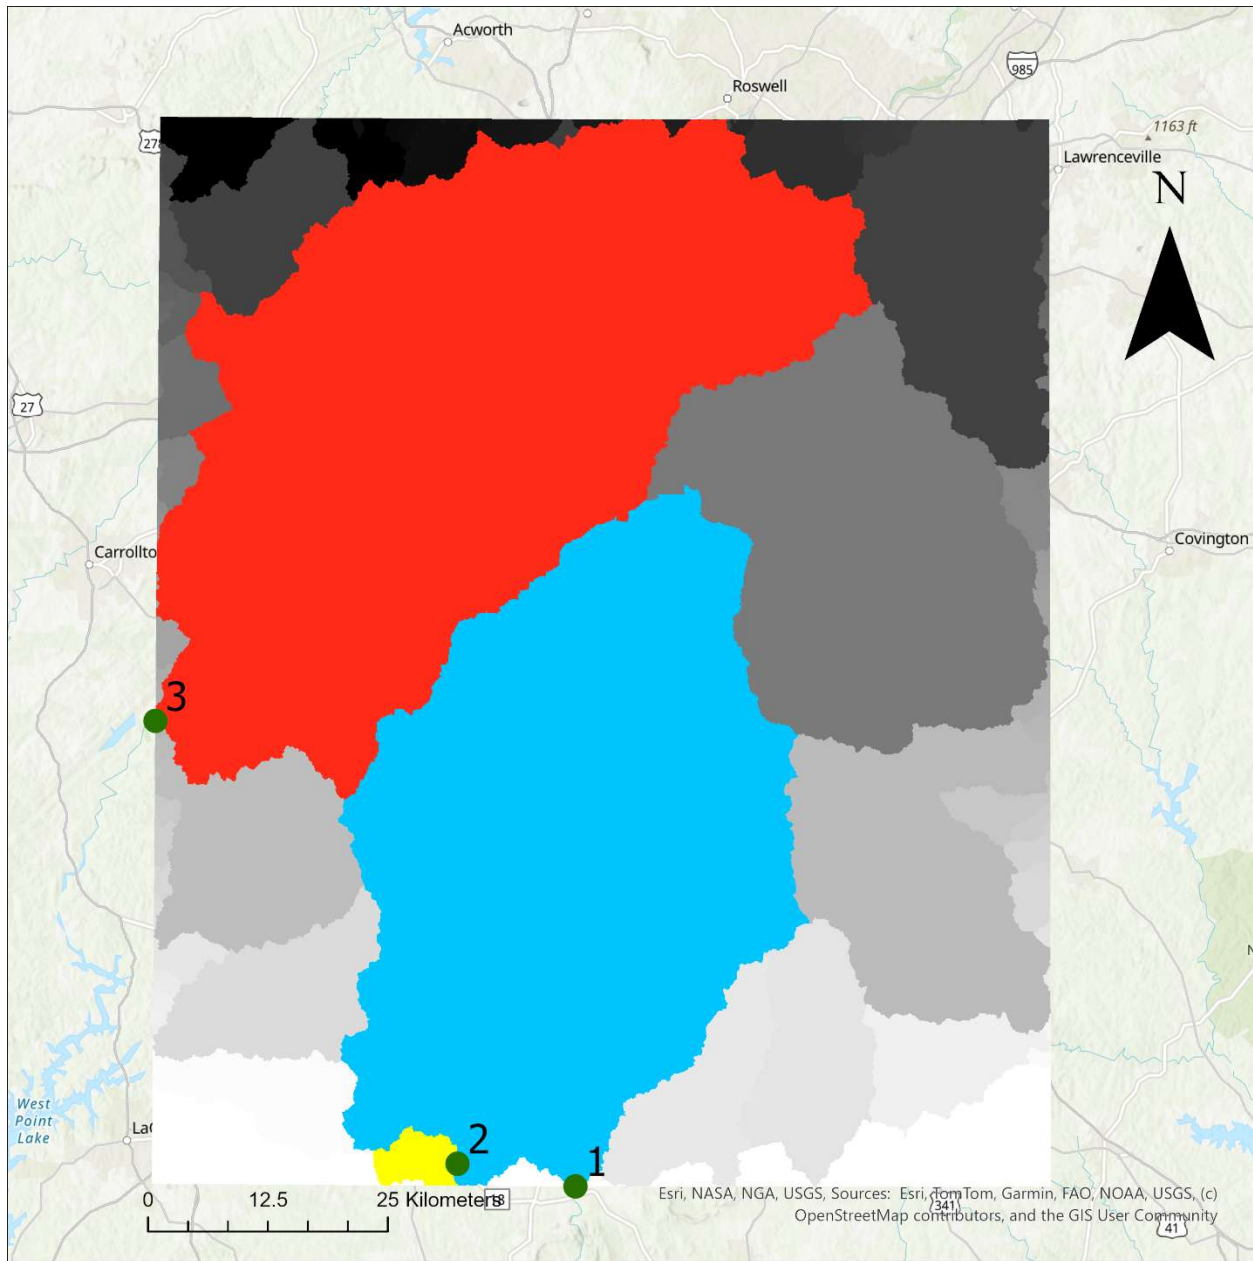 Acworth
985
Roswell
1163 ft
278
Lawrenceville
N
27
Covington
Carrollto
3
West
Point
Lake
2
1
0 12.5 25 Kilometers
18
Esri, NASA, NGA, USGS, Sources: Esri, TomTom, Garmin, FAO, NOAA, USGS, (c)
OpenStreetMap contributors, and the GIS User Community
341
41